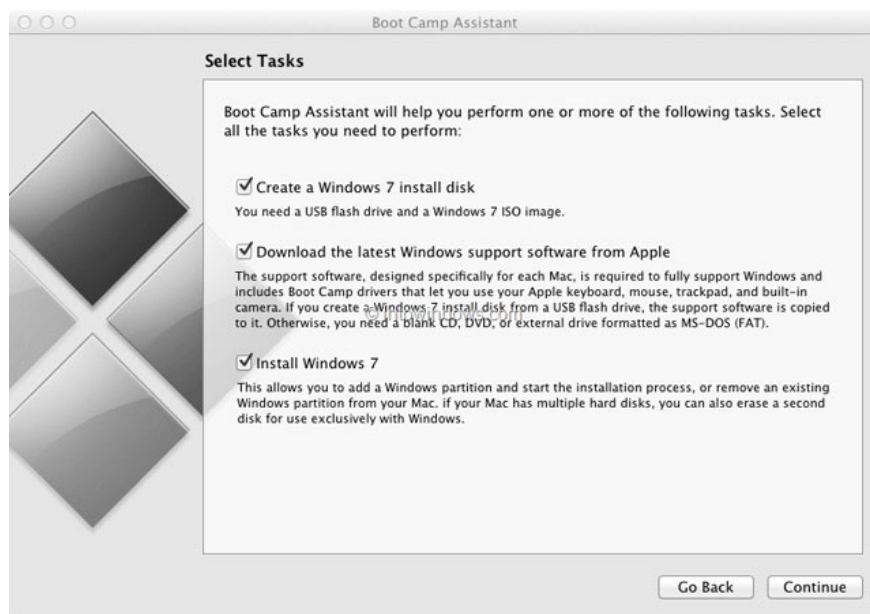 Boot Camp Assistant
Select Tasks
Boot Camp Assistant will help you perform one or more of the following tasks. Select
all the tasks you need to perform:
Create a Windows 7 install disk
You need a USB flash drive and a Windows 7 ISO image.
Download the latest Windows support software from Apple
The support software, designed specifically for each Mac, is required to fully support Windows and
includes Boot Camp drivers that let you use your Apple keyboard, mouse, trackpad, and built-in
camera. If you create a Windows 7 install disk from a USB flash drive, the support software is copied
to it. Otherwise, you need a blank CD, DVD, or external drive formatted as MS-DOS (FAT).
Install Windows 7
This allows you to add a Windows partition and start the installation process, or remove an existing
Windows partition from your Mac. if your Mac has multiple hard disks, you can also erase a second
disk for use exclusively with Windows.
Go Back
Continue